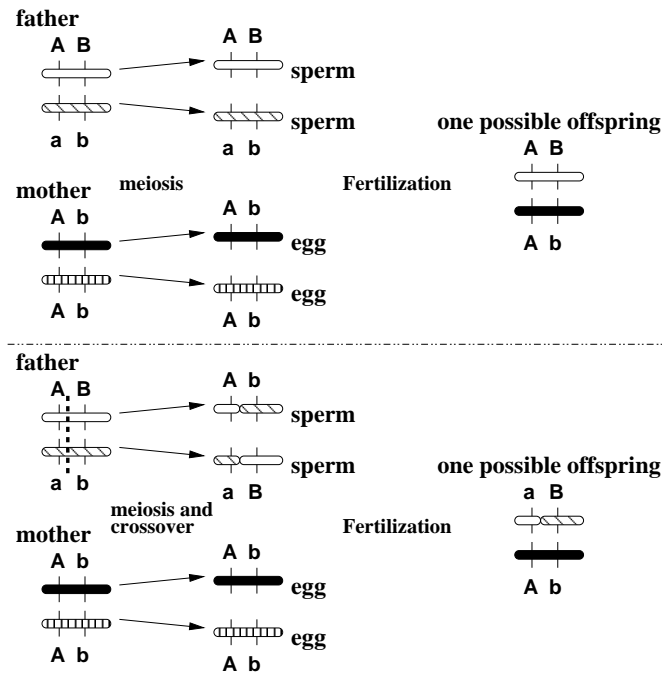 father
A B
A B
sperm
sperm
a b
a b
one possible offspring
A B
mother
meiosis
Fertilization
A b
A b
egg
egg
A b
A b
A b
father
A B
A b
sperm
sperm
a b
a B
one possible offspring
a B
meiosis and
crossover
mother
Fertilization
A b
A b
egg
egg
A b
A b
A b